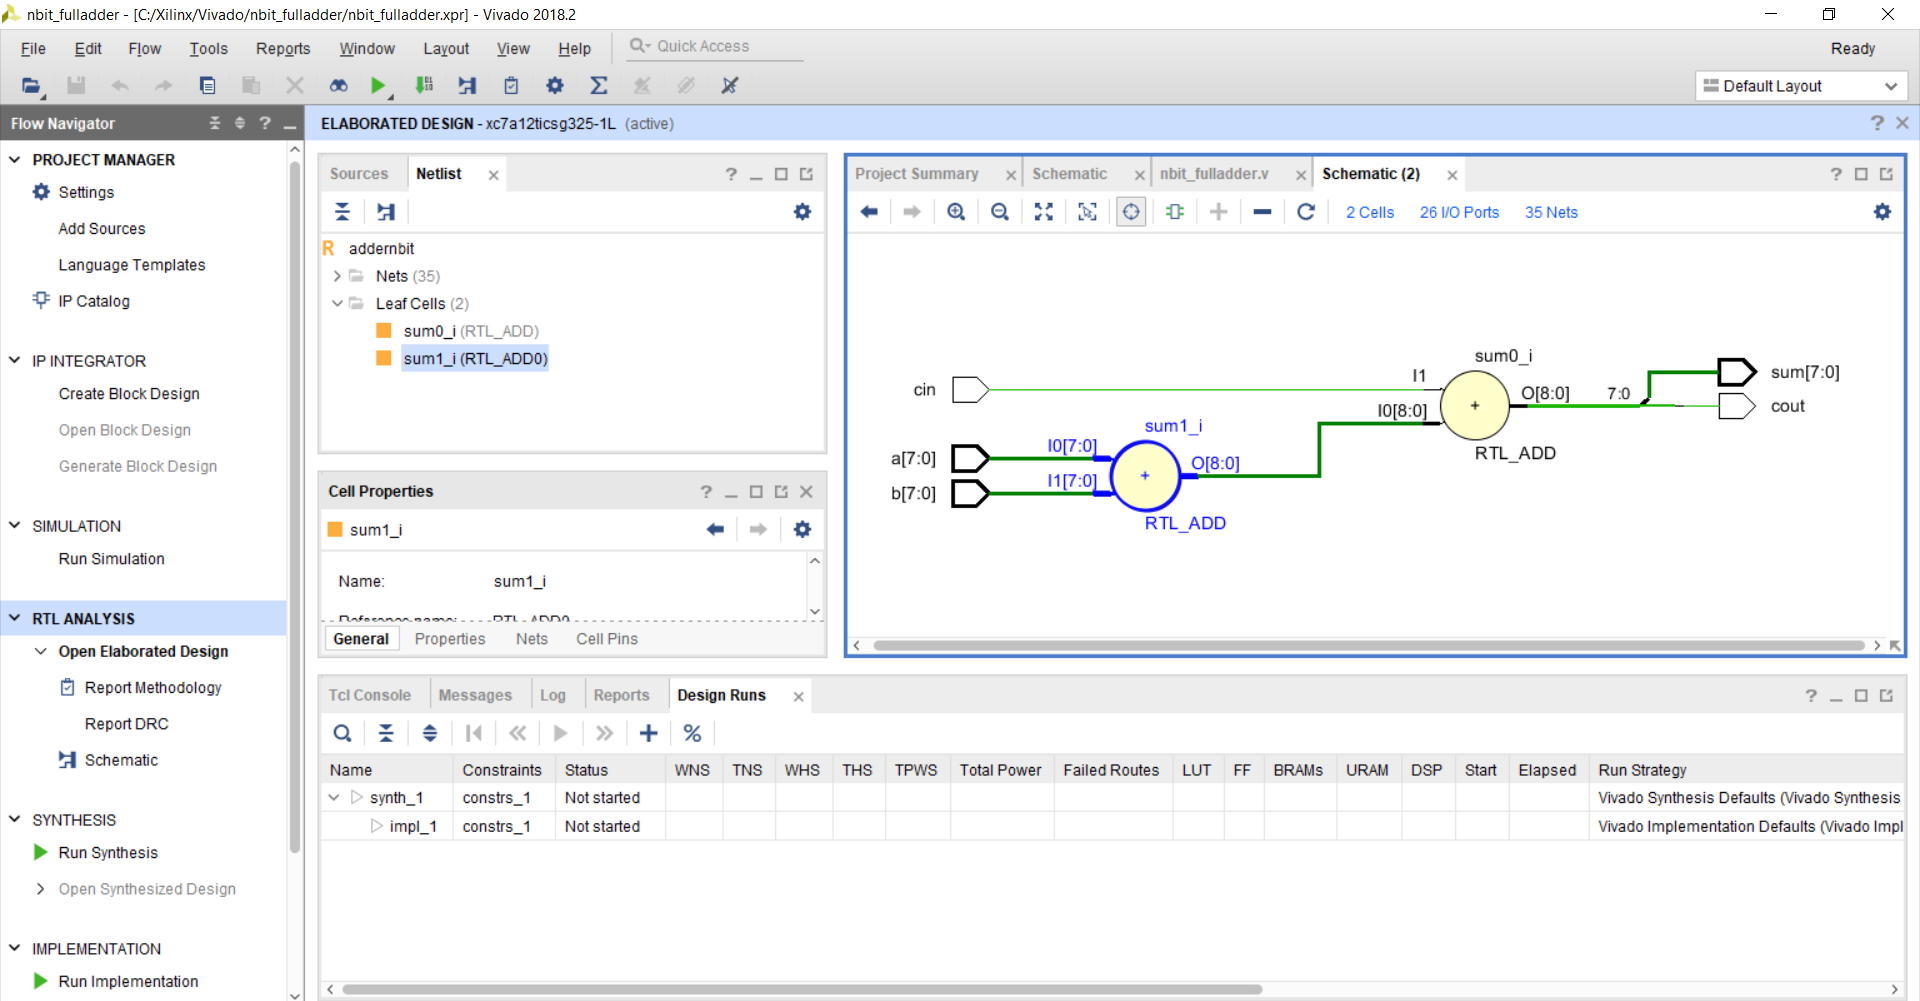 nbit_fulladder - [C:/Xilinx/Vivado/nbit_fulladder/nbit_fulladder.xpr] - Vivado 2018.2
File Edit Flow Tools Reports Window Layout View Help Quick Access Ready
Default Layout
Flow Navigator
PROJECT MANAGER
Settings
Add Sources
Language Templates
IP Catalog
IP INTEGRATOR
Create Block Design
Open Block Design
Generate Block Design
SIMULATION
Run Simulation
RTL ANALYSIS
Open Elaborated Design
Report Methodology
Report DRC
Schematic
SYNTHESIS
Run Synthesis
Open Synthesized Design
IMPLEMENTATION
Run Implementation
ELABORATED DESIGN - xc7a12ticsg325-1L (active)
Sources Netlist
R addernbit
Nets (35)
Leaf Cells (2)
sum0_i (RTL_ADD)
sum1_i (RTL_ADD0)
Cell Properties
sum1_i
Name: sum1_i
Reference name: RTL_ADD0
General Properties Nets Cell Pins
Project Summary Schematic nbit_fulladder.v Schematic (2)
2 Cells 26 I/O Ports 35 Nets
sum0_i
cin I1 O[8:0] 7:0 sum[7:0]
I0[8:0] + cout
RTL_ADD
sum1_i
a[7:0] I0[7:0] O[8:0]
b[7:0] I1[7:0] +
RTL_ADD
Tcl Console Messages Log Reports Design Runs
Name Constraints Status WNS TNS WHS THS TPWS Total Power Failed Routes LUT FF BRAMs URAM DSP Start Elapsed Run Strategy
synth_1 constrs_1 Not started Vivado Synthesis Defaults (Vivado Synthesis
impl_1 constrs_1 Not started Vivado Implementation Defaults (Vivado Impl